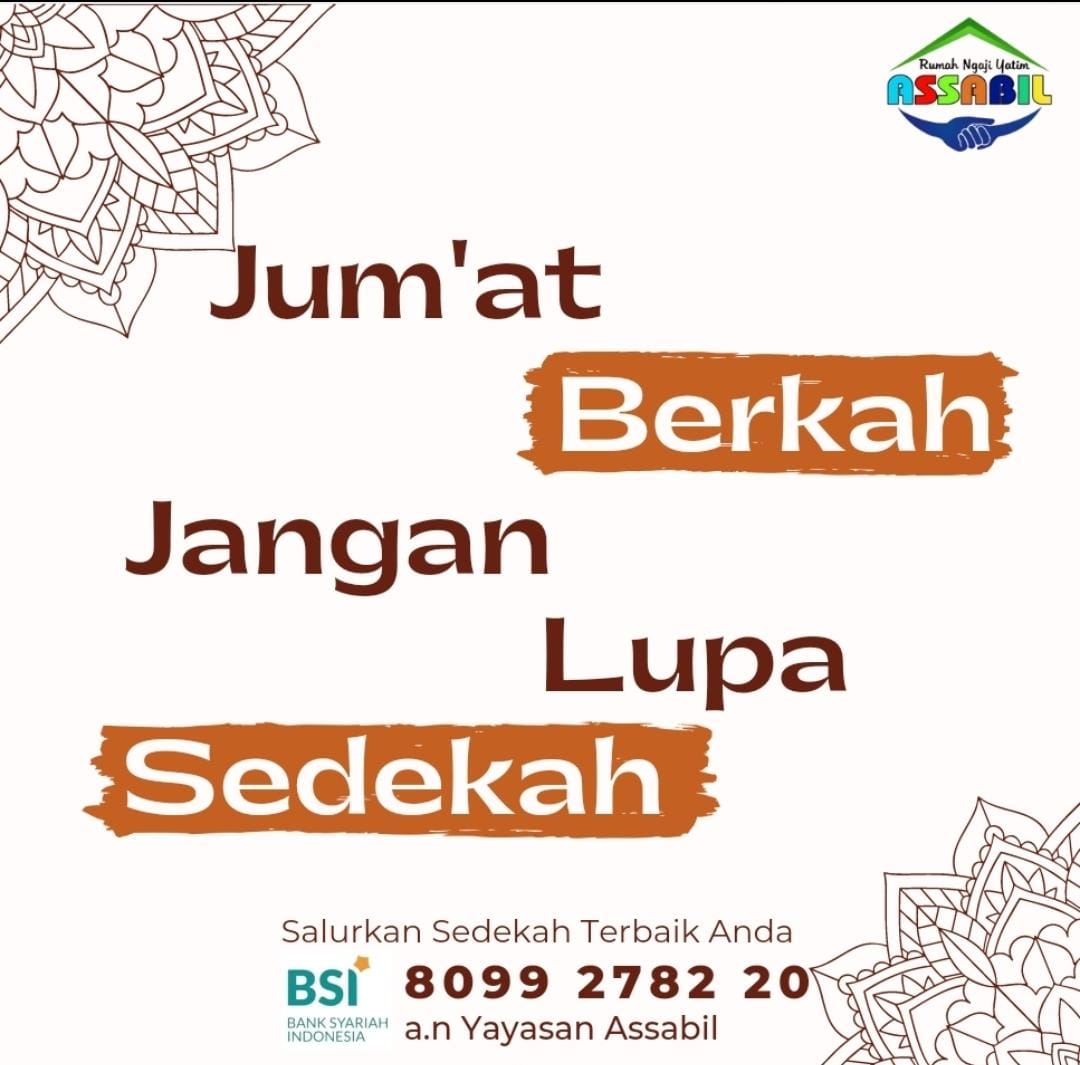 Rumah Ngaji Yatim
ASSABIL
Jum'at
Berkah
Jangan
Lupa
Sedekah
Salurkan Sedekah Terbaik Anda
BSI 8099 2782 20
BANK SYARIAH
INDONESIA
a.n Yayasan Assabil